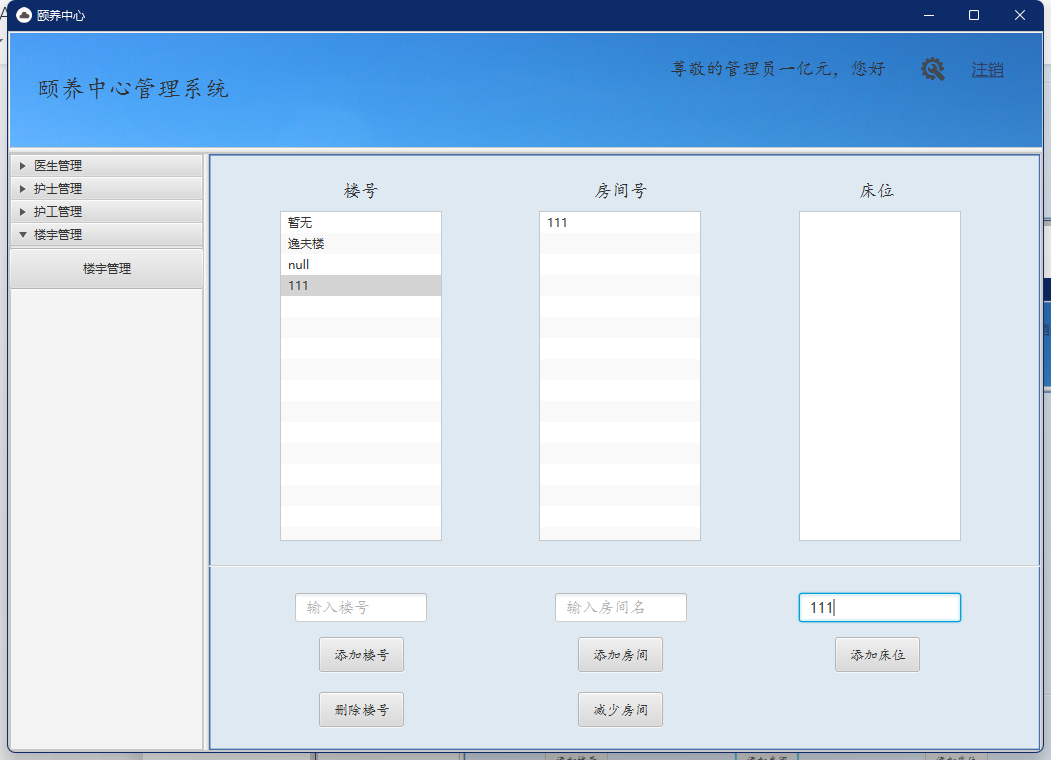 颐养中心
颐养中心管理系统
尊敬的管理员一亿元，您好
注销
医生管理
护士管理
护工管理
楼宇管理
楼宇管理
楼号
房间号
床位
暂无
逸夫楼
null
111
111
输入楼号
输入房间名
111
添加楼号
添加房间
添加床位
删除楼号
减少房间